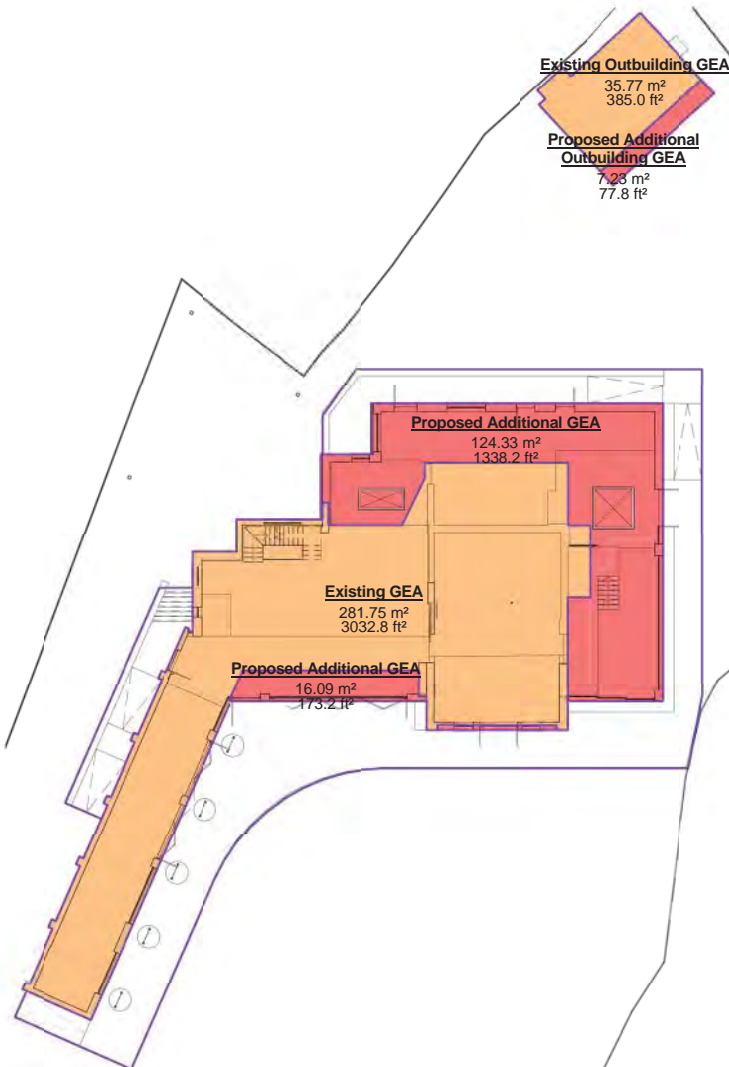 Existing Outbuilding GEA
35.77 m²
385.0 ft²
Proposed Additional
Outbuilding GEA
7.23 m²
77.8 ft²
Proposed Additional GEA
124.33 m²
1338.2 ft²
Existing GEA
281.75 m²
3032.8 ft²
Proposed Additional GEA
16.09 m²
173.2 ft²